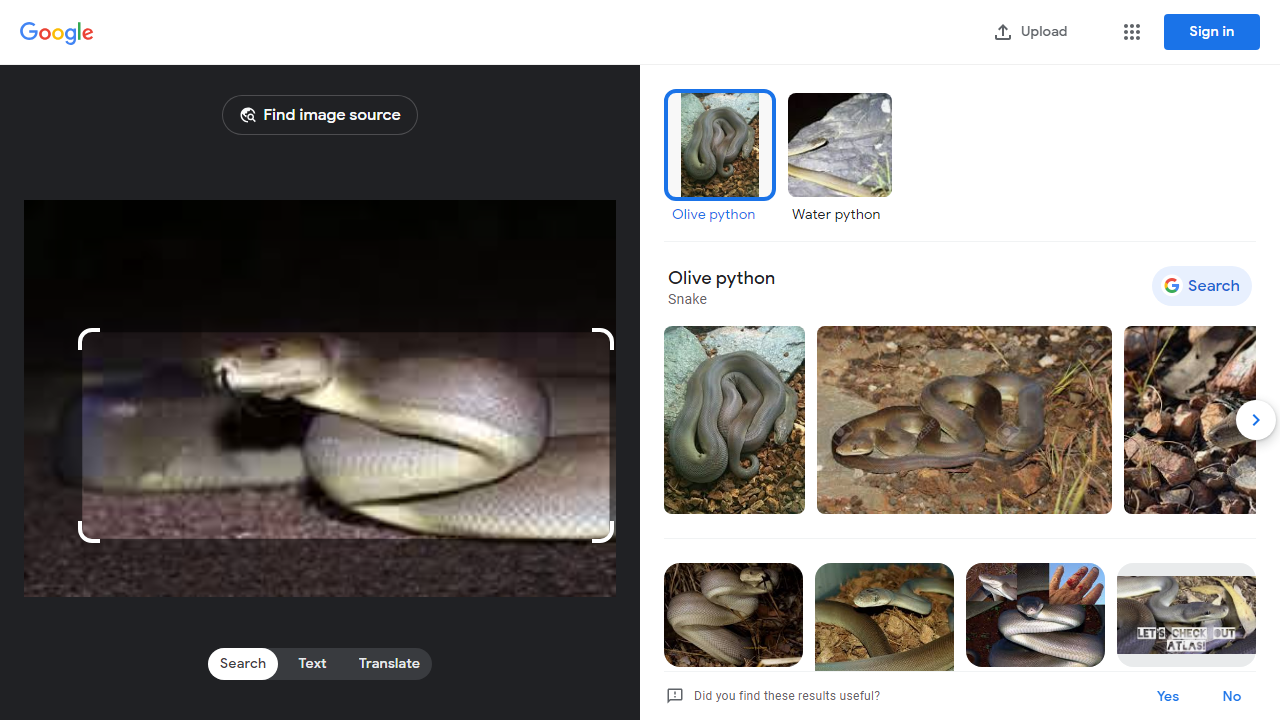 Google
Upload
Sign in
Find image source
Olive python
Water python
Olive python
Snake
Search
LET'S CHECK OUT
ATLAS!
Search
Text
Translate
Did you find these results useful?
Yes
No